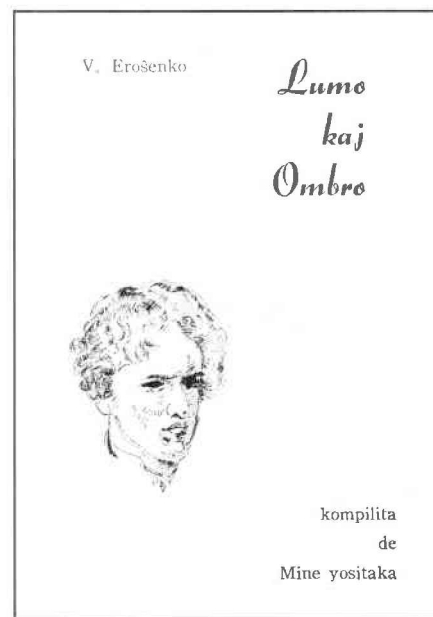 V. Erošenko
Lumo
kaj
Ombro
kompilita
de
Mine yositaka